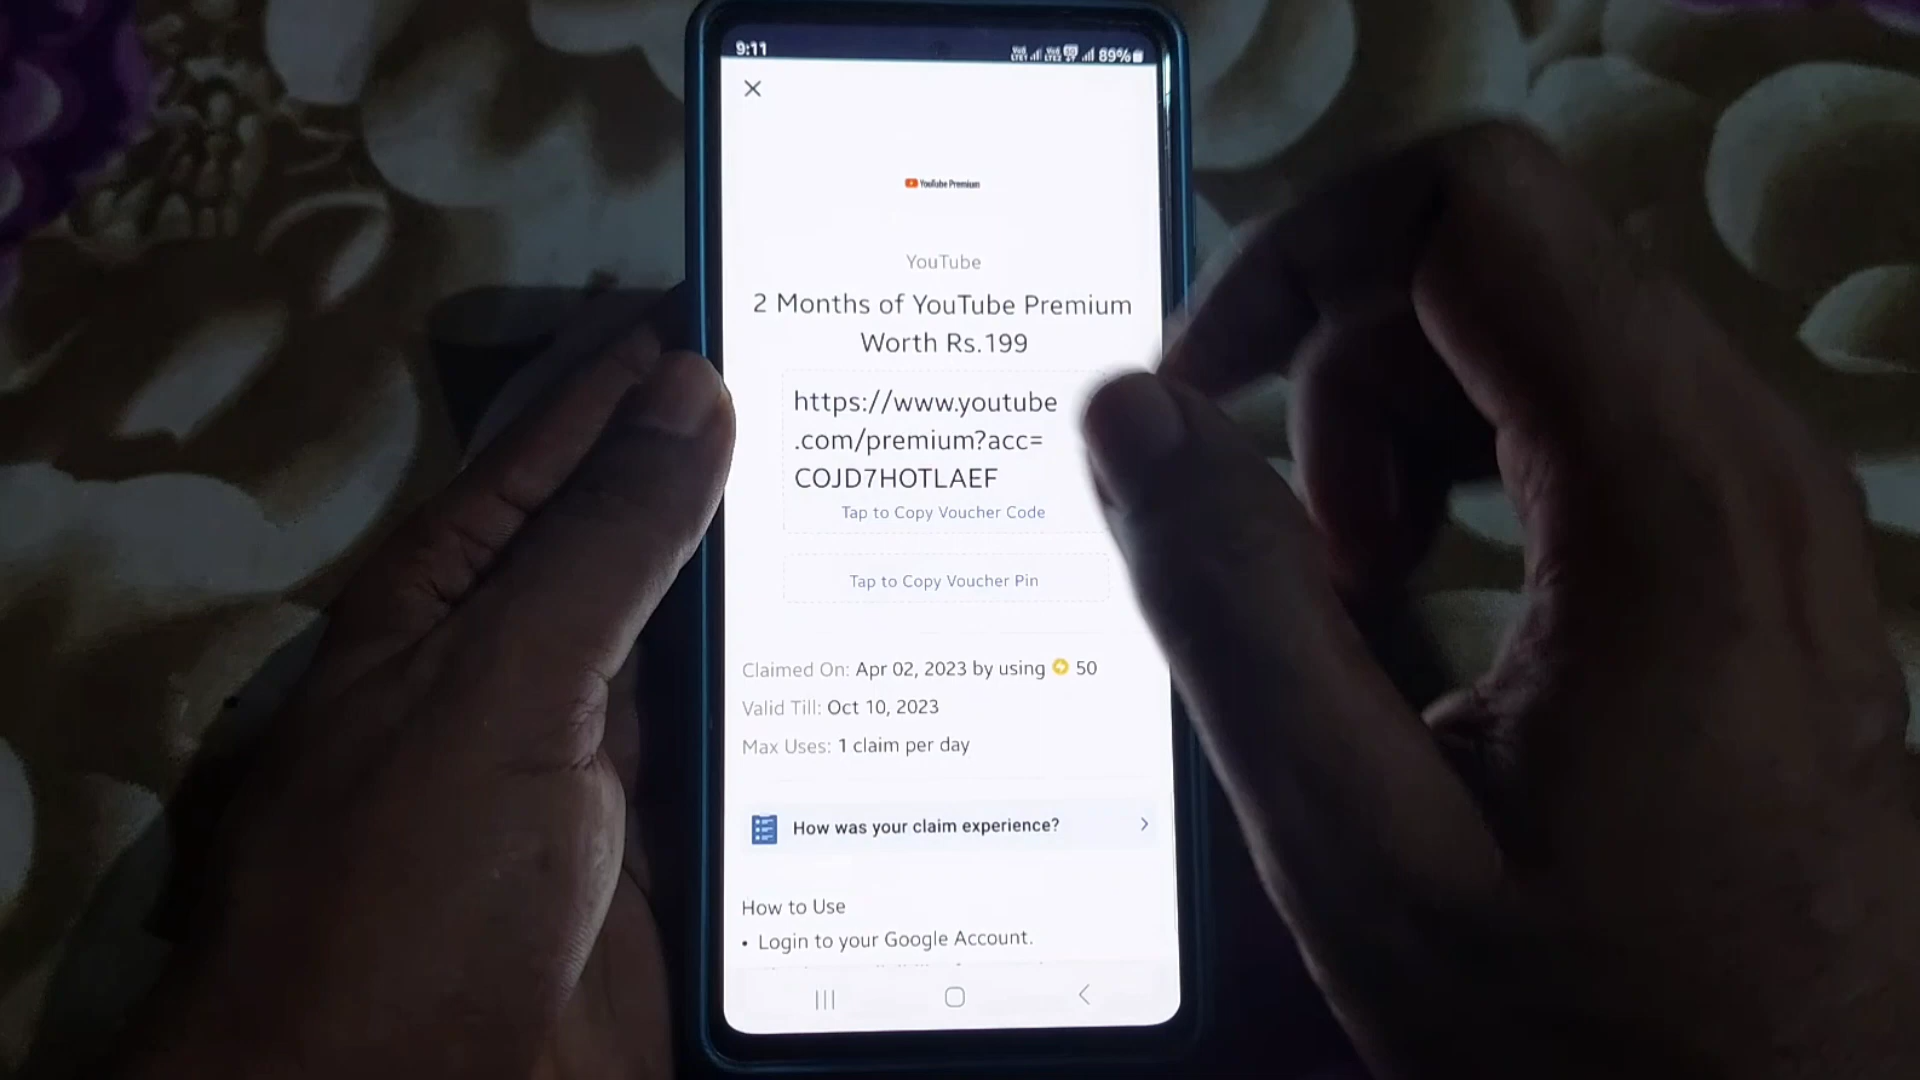 9:11
89%
YouTube Premium
YouTube
2 Months of YouTube Premium
Worth Rs.199
https://www.youtube
.com/premium?acc=
COJD7HOTLAEF
Tap to Copy Voucher Code
Tap to Copy Voucher Pin
Claimed On: Apr 02, 2023 by using 50
Valid Till: Oct 10, 2023
Max Uses: 1 claim per day
How was your claim experience?
How to Use
• Login to your Google Account.